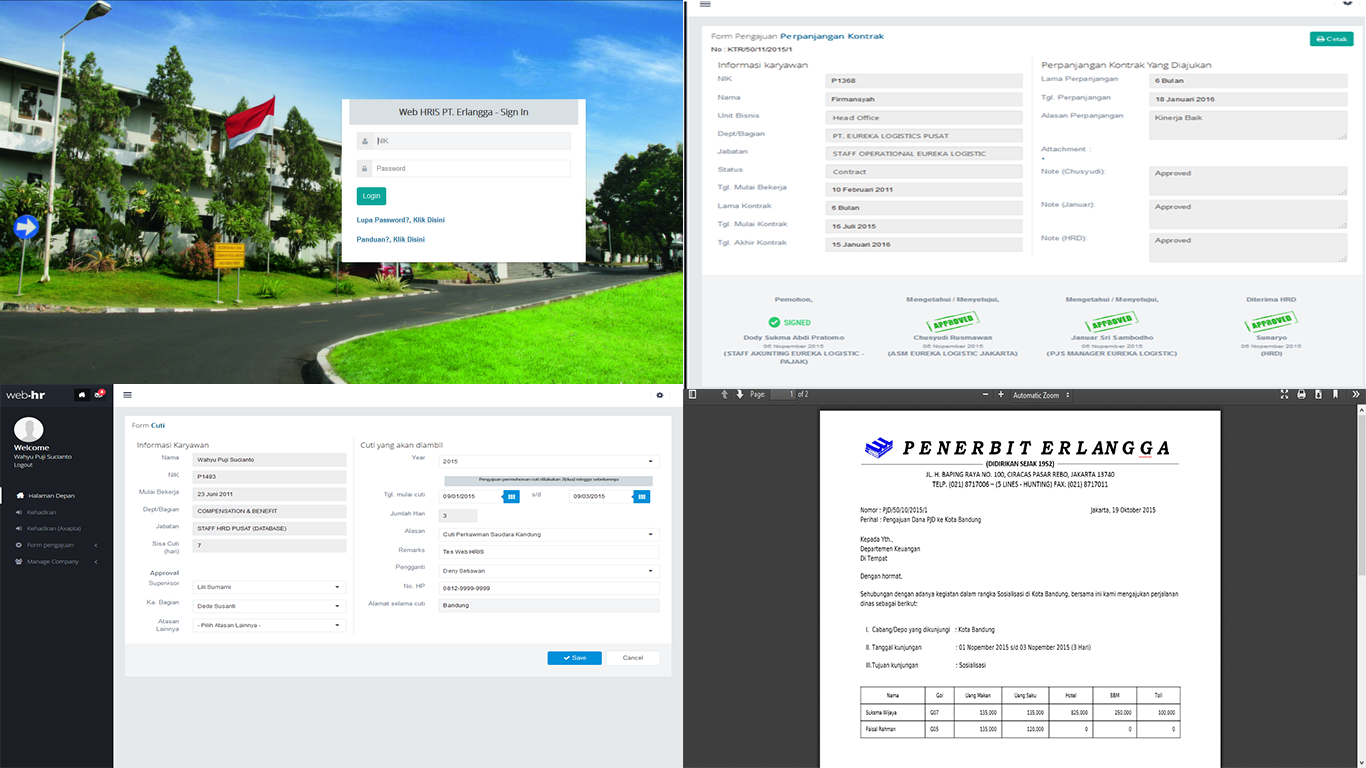 Web HRIS PT. Erlangga - Sign In
NIK
Password
Login
Lupa Password?, Klik Disini
Panduan?, Klik Disini
Form Pengajuan Perpanjangan Kontrak
Cetak
No : KTR/50/11/2015/1
Informasi karyawan
NIK P1368
Nama Firmansyah
Unit Bisnis Head Office
Dept/Bagian PT. EUREKA LOGISTICS PUSAT
Jabatan STAFF OPERATIONAL EUREKA LOGISTIC
Status Contract
Tgl. Mulai Bekerja 10 Februari 2011
Lama Kontrak 6 Bulan
Tgl. Mulai Kontrak 16 Juli 2015
Tgl. Akhir Kontrak 15 Januari 2016
Perpanjangan Kontrak Yang Diajukan
Lama Perpanjangan 6 Bulan
Tgl. Perpanjangan 18 Januari 2016
Alasan Perpanjangan Kinerja Baik
Attachment :
Note (Chusyudi): Approved
Note (Januar): Approved
Note (HRD): Approved
Pemohon,
SIGNED
Dody Sukma Abdi Pratomo
06 Nopember 2015
(STAFF AKUNTING EUREKA LOGISTIC -
PAJAK)
Mengetahui / Menyetujui,
APPROVED
Chusyudi Rusmawan
06 Nopember 2015
(ASM EUREKA LOGISTIC JAKARTA)
Mengetahui / Menyetujui,
APPROVED
Januar Sri Sambodho
06 Nopember 2015
(PJS MANAGER EUREKA LOGISTIC)
Diterima HRD
APPROVED
Sunaryo
06 Nopember 2015
(HRD)
web-hr
4
Welcome
Wahyu Puji Sucianto
Logout
Halaman Depan
Kehadiran
Kehadiran (Axapta)
Form pengajuan
Manage Company
Form Cuti
Informasi Karyawan
Nama Wahyu Puji Sucianto
NIK P1493
Mulai Bekerja 23 Juni 2011
Dept/Bagian COMPENSATION & BENEFIT
Jabatan STAFF HRD PUSAT (DATABASE)
Sisa Cuti 7
(hari)
Approval
Supervisor Lili Sumarni
Ka. Bagian Dede Susanti
Atasan - Pilih Atasan Lainnya -
Lainnya
Cuti yang akan diambil
Year 2015
Pengajuan permohonan cuti dilakukan 2(dua) minggu sebelumnya
Tgl. mulai cuti 09/01/2015 s/d 09/03/2015
Jumlah Hari 3
Alasan Cuti Perkawinan Saudara Kandung
Remarks Tes Web HRIS
Pengganti Deny Setiawan
No. HP 0812-9999-9999
Alamat selama cuti Bandung
Save Cancel
Page: 1 of 2
Automatic Zoom
PENERBIT ERLANGGA
(DIDIRIKAN SEJAK 1952)
JL. H. BAPING RAYA NO. 100, CIRACAS PASAR REBO, JAKARTA 13740
TELP. (021) 8717006 – (5 LINES - HUNTING) FAX: (021) 8717011
Nomor : PJD/50/10/2015/1 Jakarta, 19 Oktober 2015
Perihal : Pengajuan Dana PJD ke Kota Bandung
Kepada Yth.,
Departemen Keuangan
Di Tempat
Dengan hormat,
Sehubungan dengan adanya kegiatan dalam rangka Sosialisasi di Kota Bandung, bersama ini kami mengajukan perjalanan
dinas sebagai berikut:
I. Cabang/Depo yang dikunjungi : Kota Bandung
II. Tanggal kunjungan : 01 Nopember 2015 s/d 03 Nopember 2015 (3 Hari)
III.Tujuan kunjungan : Sosialisasi
Nama Gol Uang Makan Uang Saku Hotel BBM Toll
Suksma Wijaya G07 135,000 135,000 825,000 250,000 100,000
Faisal Rahman G05 135,000 120,000 0 0 0